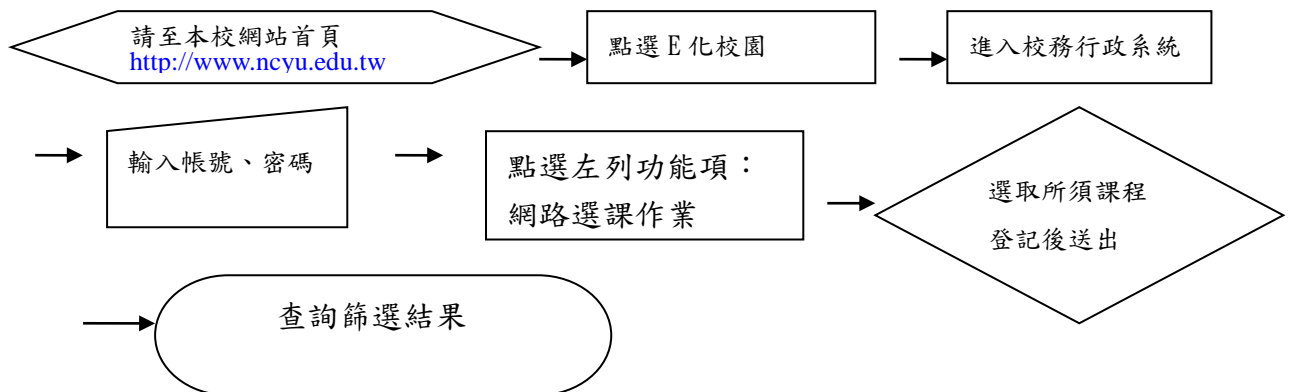 請至本校網站首頁
http://www.ncyu.edu.tw
點選E化校園
進入校務行政系統
輸入帳號、密碼
點選左列功能項：
網路選課作業
選取所須課程
登記後送出
查詢篩選結果